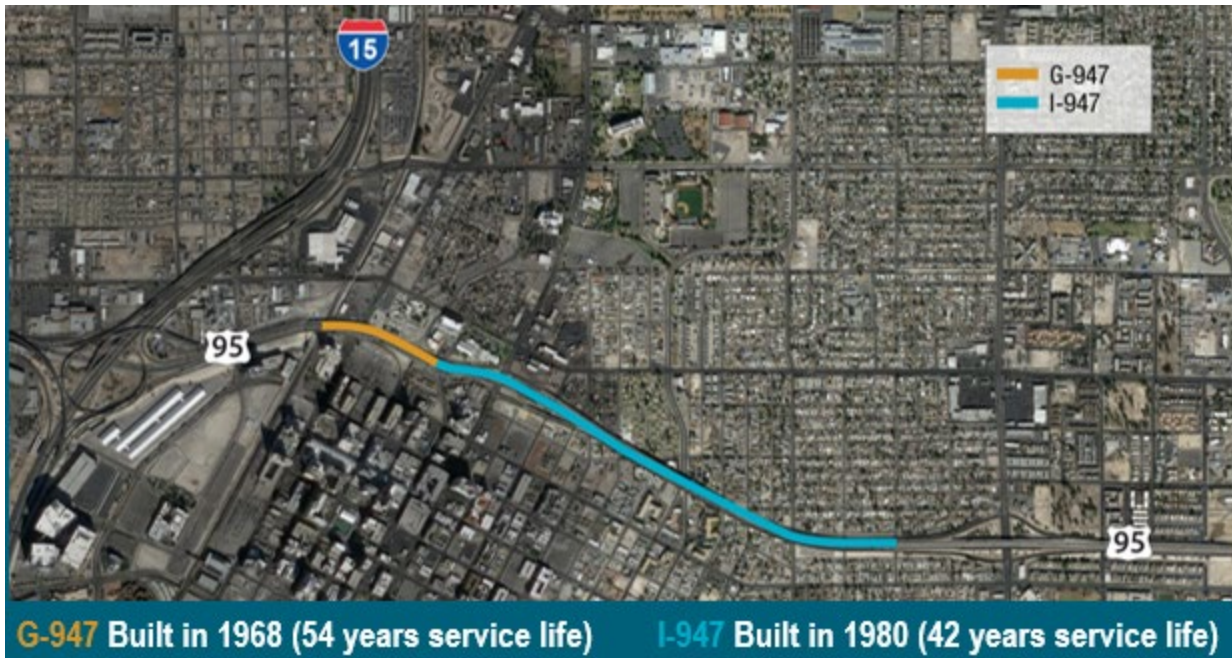 15
G-947
I-947
95
95
G-947 Built in 1968 (54 years service life) I-947 Built in 1980 (42 years service life)